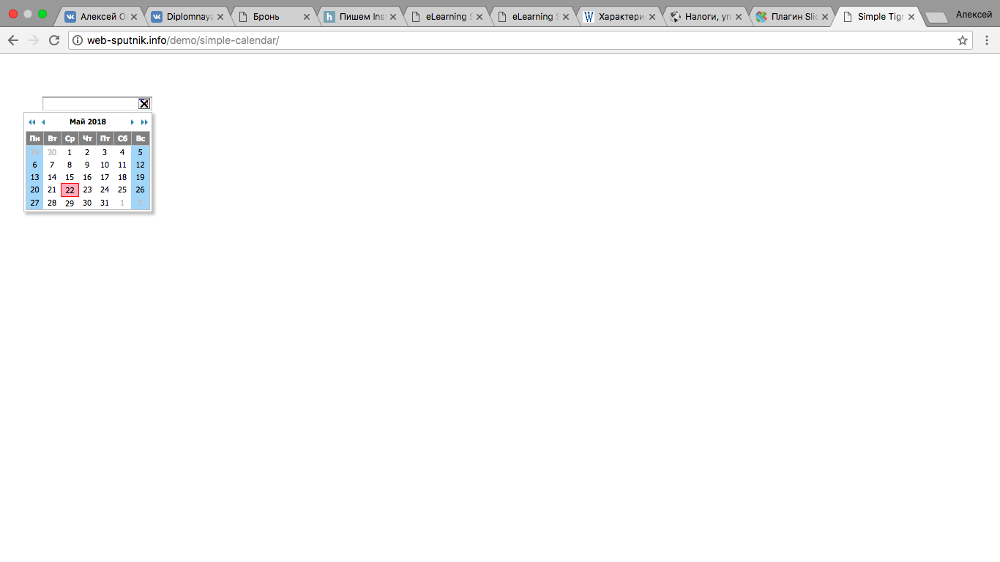 Алексей О
Diplomnaya
Бронь
Пишем Inst
eLearning S
eLearning S
Характери
Налоги, уп
Плагин Slid
Simple Tigr
Алексей
web-sputnik.info/demo/simple-calendar/
Май 2018
Пн Вт Ср Чт Пт Сб Вс
29 30 1 2 3 4 5
6 7 8 9 10 11 12
13 14 15 16 17 18 19
20 21 22 23 24 25 26
27 28 29 30 31 1 2